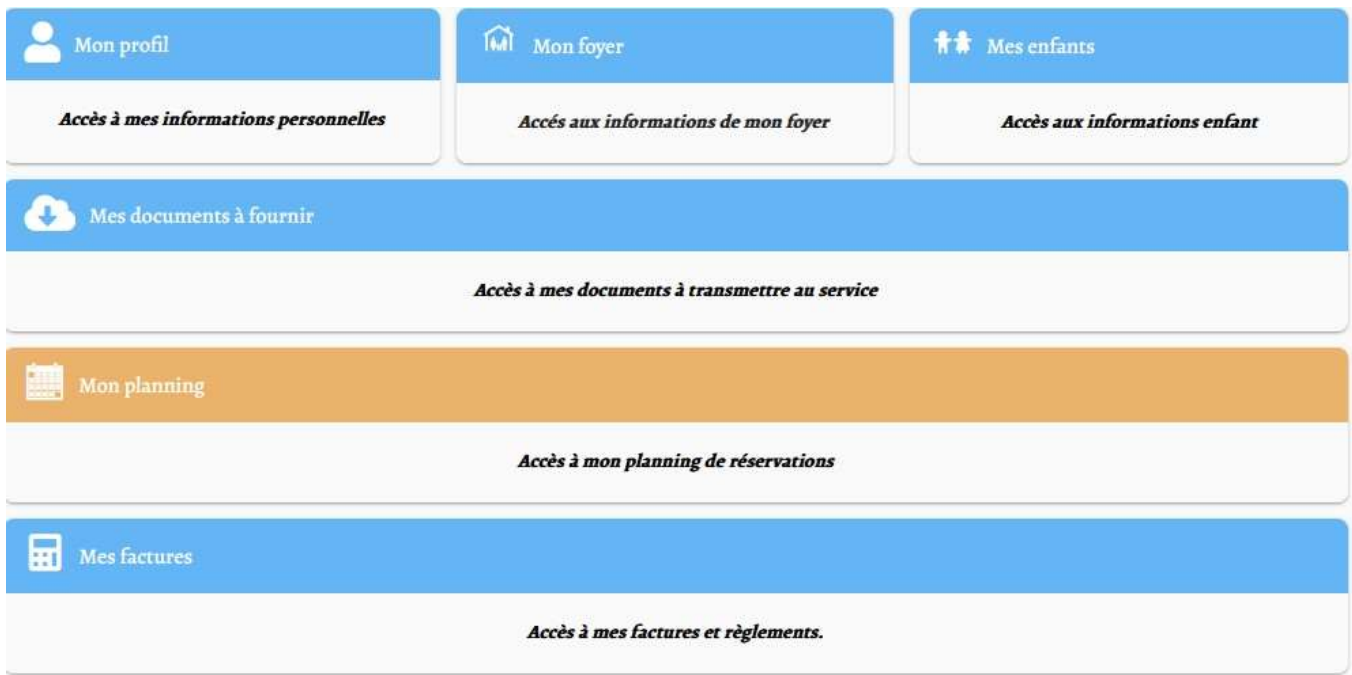 Mon profil
Mon foyer
Mes enfants
Accès à mes informations personnelles
Accés aux informations de mon foyer
Accès aux informations enfant
Mes documents à fournir
Accès à mes documents à transmettre au service
Mon planning
Accès à mon planning de réservations
Mes factures
Accès à mes factures et règlements.